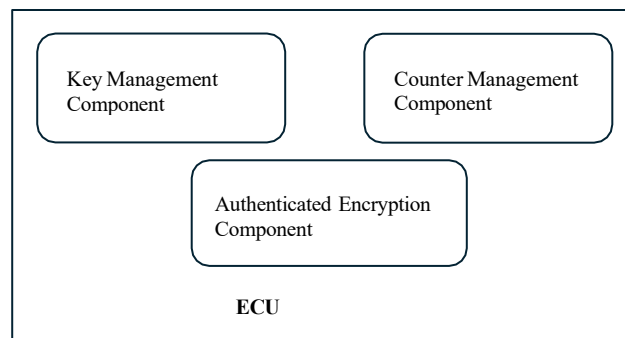 Key Management
Component
Counter Management
Component
Authenticated Encryption
Component
ECU